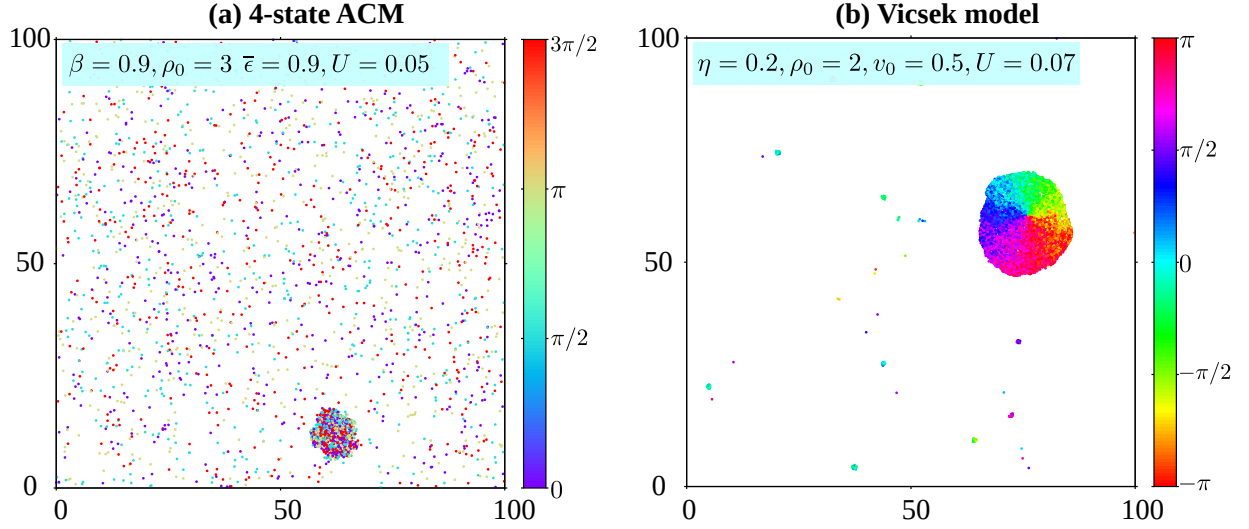 (a) 4-state ACM
β = 0.9, ρ₀ = 3 ε̅ = 0.9, U = 0.05
100
50
0
0
50
100
3π/2
π
π/2
0
(b) Vicsek model
η = 0.2, ρ₀ = 2, v₀ = 0.5, U = 0.07
100
50
0
50
100
π
π/2
0
−π/2
−π